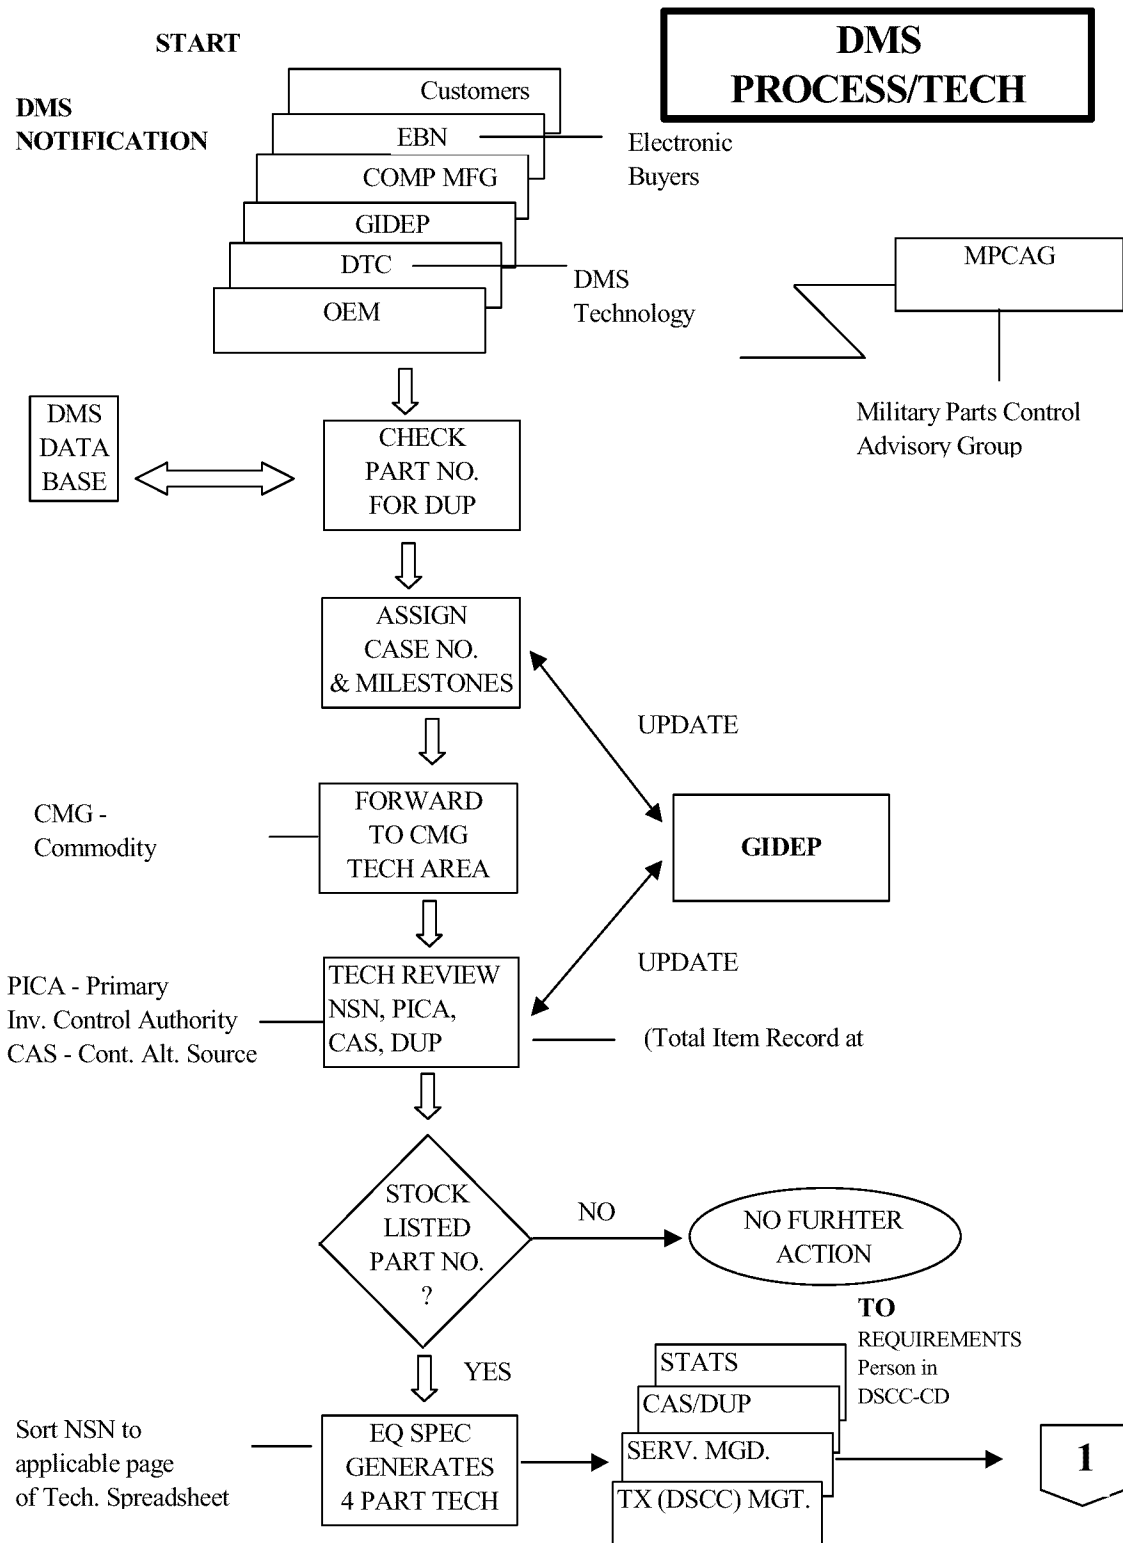 START
DMS
PROCESS/TECH
DMS
NOTIFICATION
Customers
EBN
COMP MFG
GIDEP
DTC
OEM
Electronic
Buyers
DMS
Technology
MPCAG
Military Parts Control
Advisory Group
DMS
DATA
BASE
CHECK
PART NO.
FOR DUP
ASSIGN
CASE NO.
& MILESTONES
UPDATE
CMG -
Commodity
FORWARD
TO CMG
TECH AREA
GIDEP
UPDATE
PICA - Primary
Inv. Control Authority
CAS - Cont. Alt. Source
TECH REVIEW
NSN, PICA,
CAS, DUP
(Total Item Record at
STOCK
LISTED
PART NO.
?
NO
NO FURHTER
ACTION
YES
TO
REQUIREMENTS
Person in
DSCC-CD
Sort NSN to
applicable page
of Tech. Spreadsheet
EQ SPEC
GENERATES
4 PART TECH
STATS
CAS/DUP
SERV. MGD.
TX (DSCC) MGT.
1